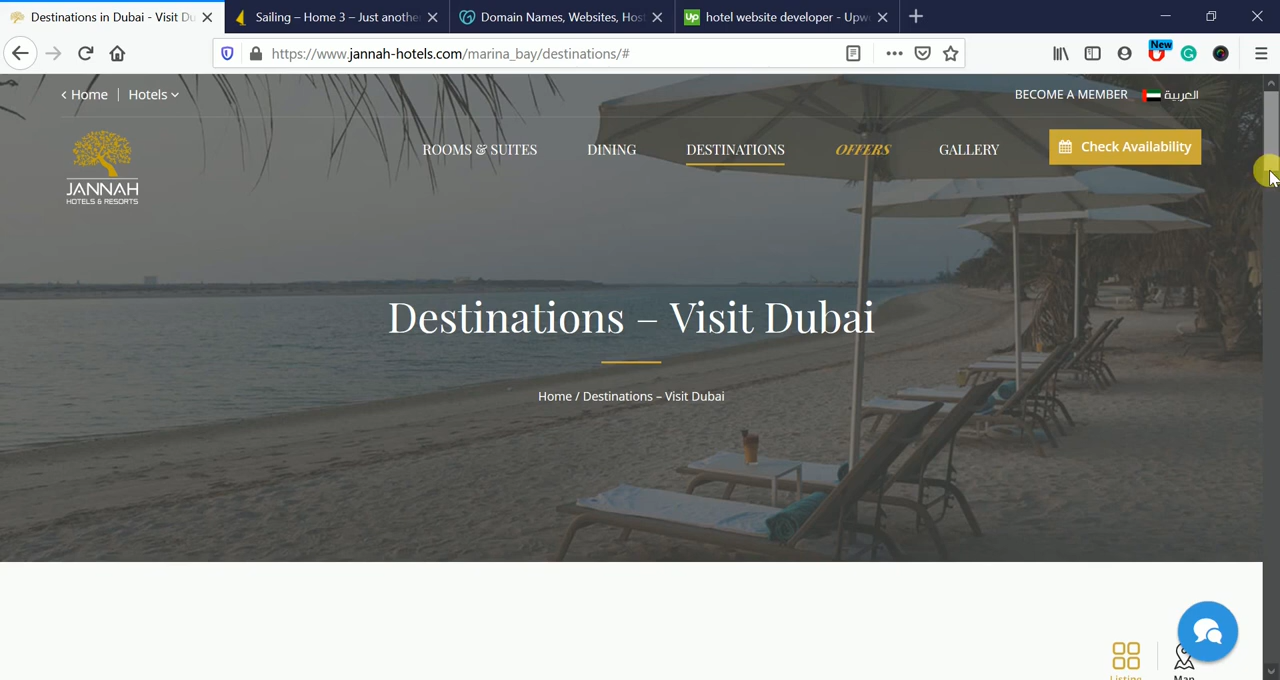 Destinations in Dubai - Visit Du
Sailing – Home 3 – Just anothe
Domain Names, Websites, Hos
hotel website developer - Upw
https://www.jannah-hotels.com/marina_bay/destinations/#
New
Home
Hotels
BECOME A MEMBER
العربية
JANNAH
HOTELS & RESORTS
ROOMS & SUITES
DINING
DESTINATIONS
OFFERS
GALLERY
Check Availability
Destinations – Visit Dubai
Home / Destinations – Visit Dubai
Listing
Map